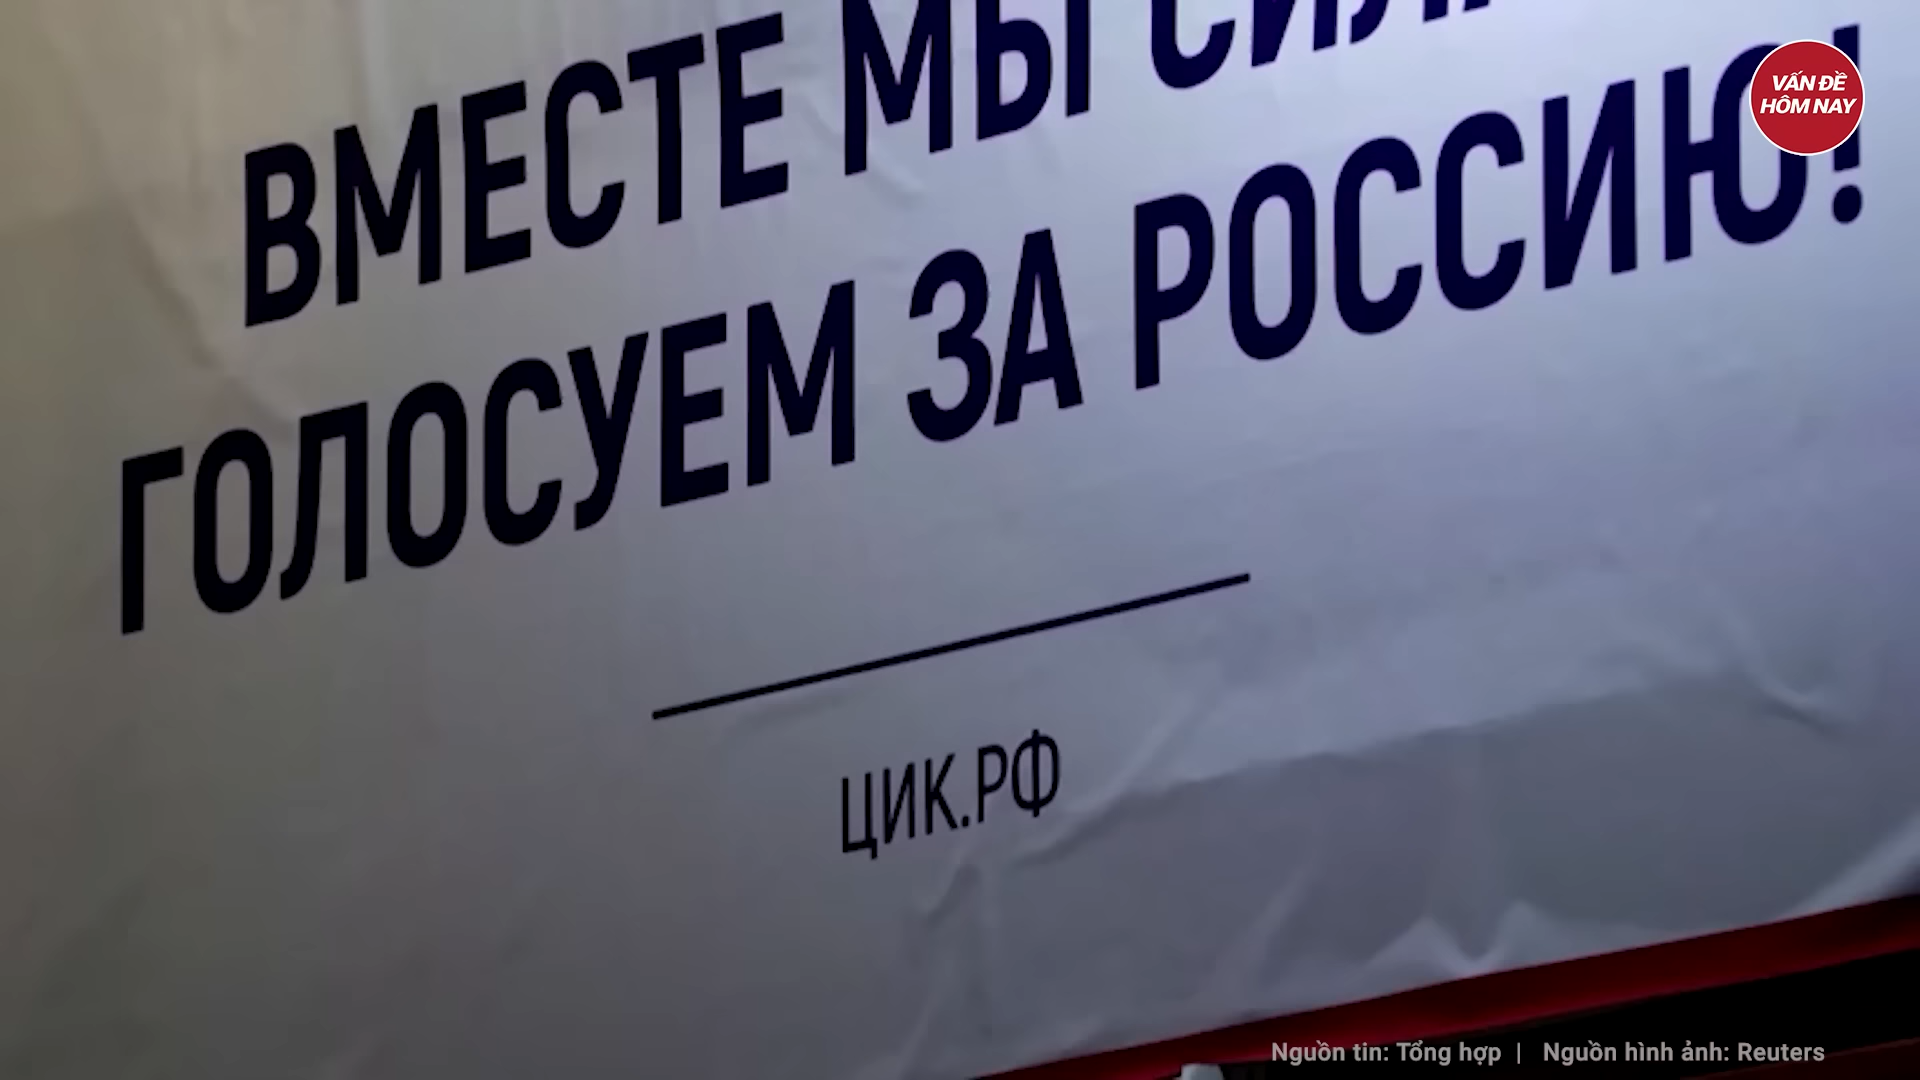 ВМЕСТЕ МЫ
ГОЛОСУЕМ ЗА РОССИЮ!
ЦИК.РФ
VẤN ĐỀ
HÔM NAY
Nguồn tin: Tổng hợp | Nguồn hình ảnh: Reuters